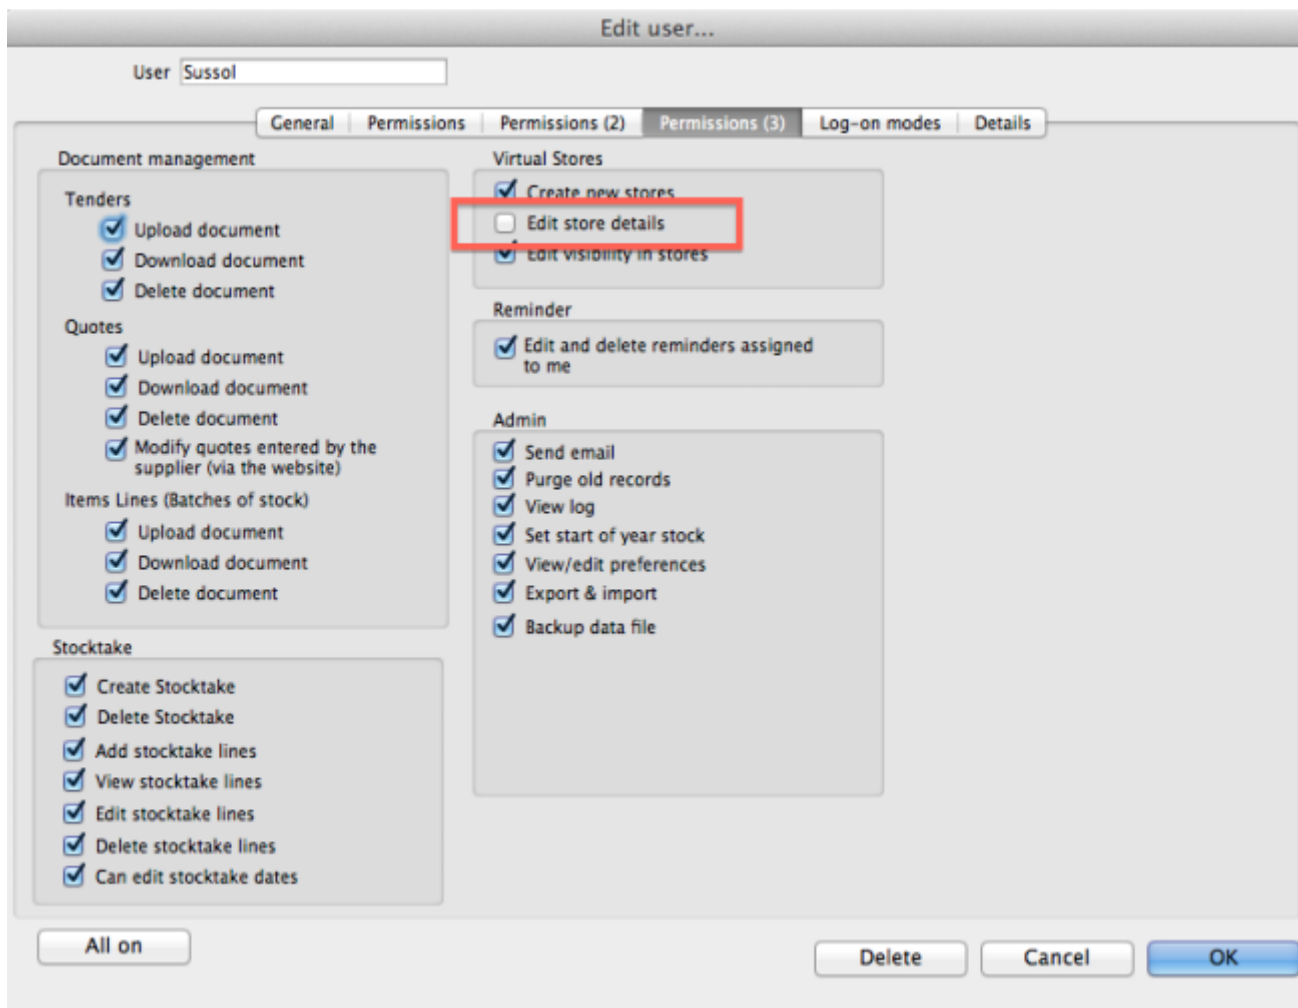 Edit user...
User Sussol
General Permissions Permissions (2) Permissions (3) Log-on modes Details
Document management
Tenders
Upload document
Download document
Delete document
Quotes
Upload document
Download document
Delete document
Modify quotes entered by the
supplier (via the website)
Items Lines (Batches of stock)
Upload document
Download document
Delete document
Stocktake
Create Stocktake
Delete Stocktake
Add stocktake lines
View stocktake lines
Edit stocktake lines
Delete stocktake lines
Can edit stocktake dates
Virtual Stores
Create new stores
Edit store details
Edit visibility in stores
Reminder
Edit and delete reminders assigned
to me
Admin
Send email
Purge old records
View log
Set start of year stock
View/edit preferences
Export & import
Backup data file
All on
Delete Cancel OK